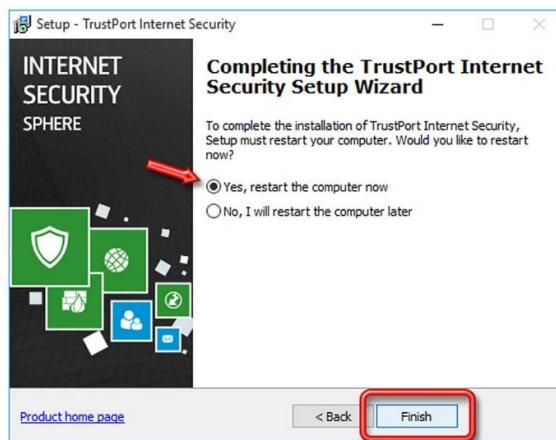 Setup - TrustPort Internet Security
INTERNET
SECURITY
SPHERE
Completing the TrustPort Internet
Security Setup Wizard
To complete the installation of TrustPort Internet Security,
Setup must restart your computer. Would you like to restart
now?
Yes, restart the computer now
No, I will restart the computer later
Product home page
< Back
Finish